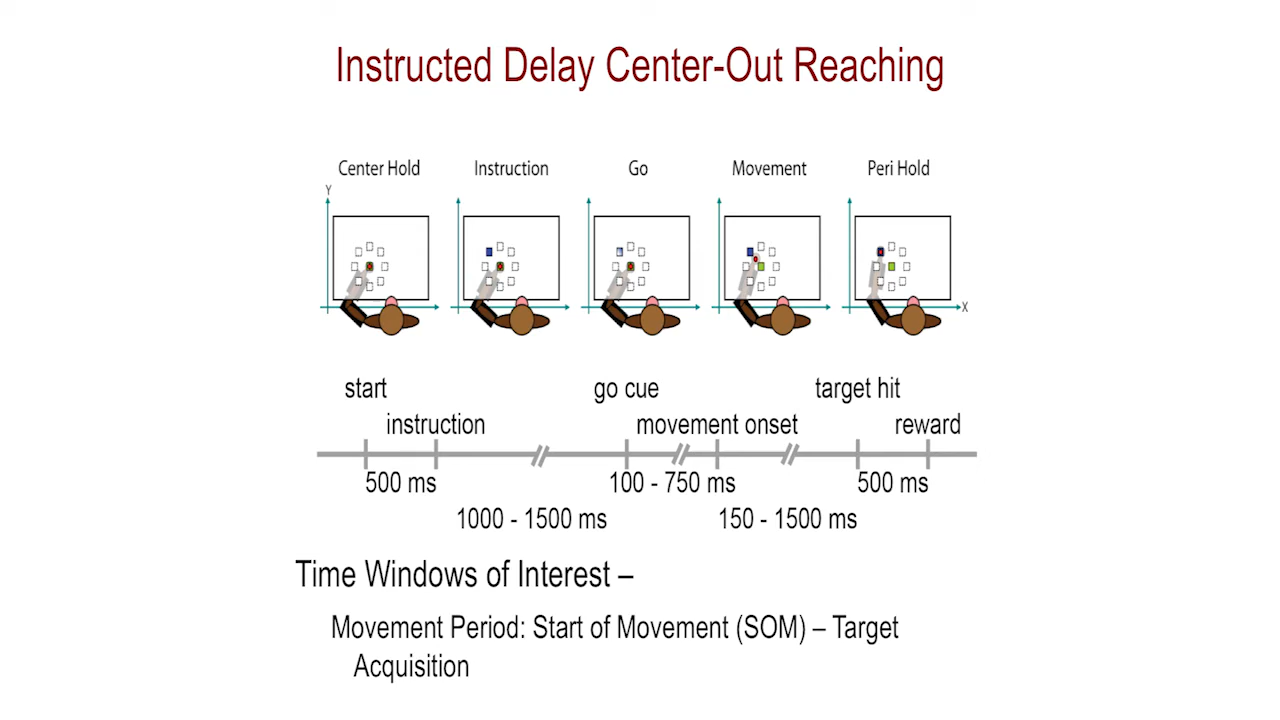 Instructed Delay Center-Out Reaching
Center Hold Instruction Go Movement Peri Hold
Y
X
start go cue target hit
instruction movement onset reward
500 ms 100 - 750 ms 500 ms
1000 - 1500 ms 150 - 1500 ms
Time Windows of Interest –
Movement Period: Start of Movement (SOM) – Target
Acquisition